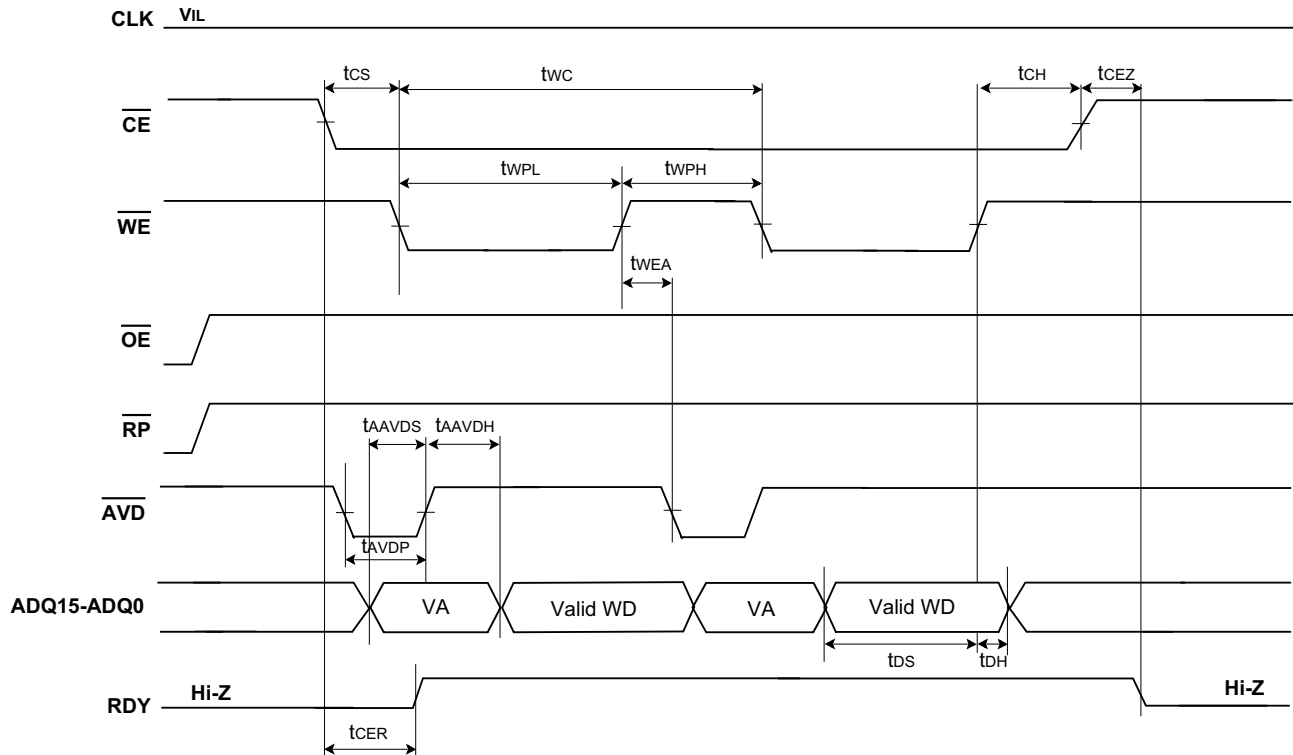 CLK VIL
tCS tWC tCH tCEZ
CE
tWPL tWPH
WE
tWEA
OE
RP
tAAVDS tAAVDH
AVD
tAVDP
ADQ15-ADQ0 VA Valid WD VA Valid WD
tDS tDH
RDY Hi-Z Hi-Z
tCER